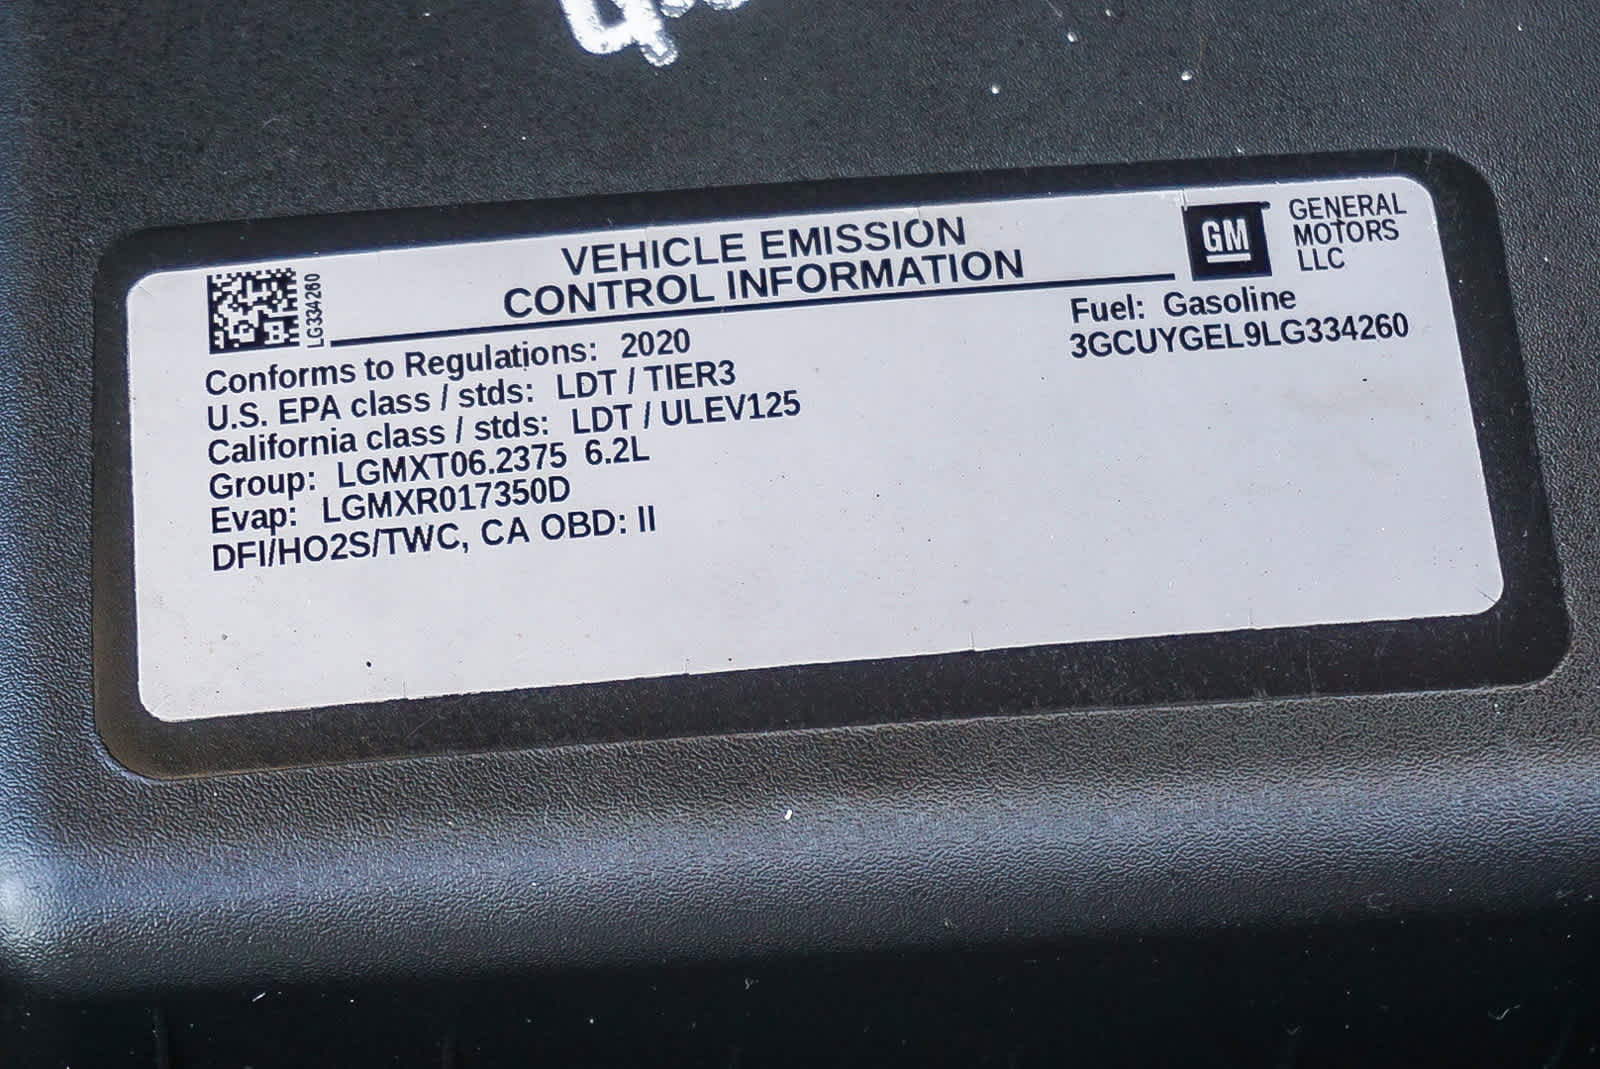 VEHICLE EMISSION
CONTROL INFORMATION
GM
GENERAL
MOTORS
LLC
LG334260
Fuel: Gasoline
3GCUYGEL9LG334260
Conforms to Regulations: 2020
U.S. EPA class / stds: LDT / TIER3
California class / stds: LDT / ULEV125
Group: LGMXT06.2375 6.2L
Evap: LGMXR017350D
DFI/HO2S/TWC, CA OBD: II